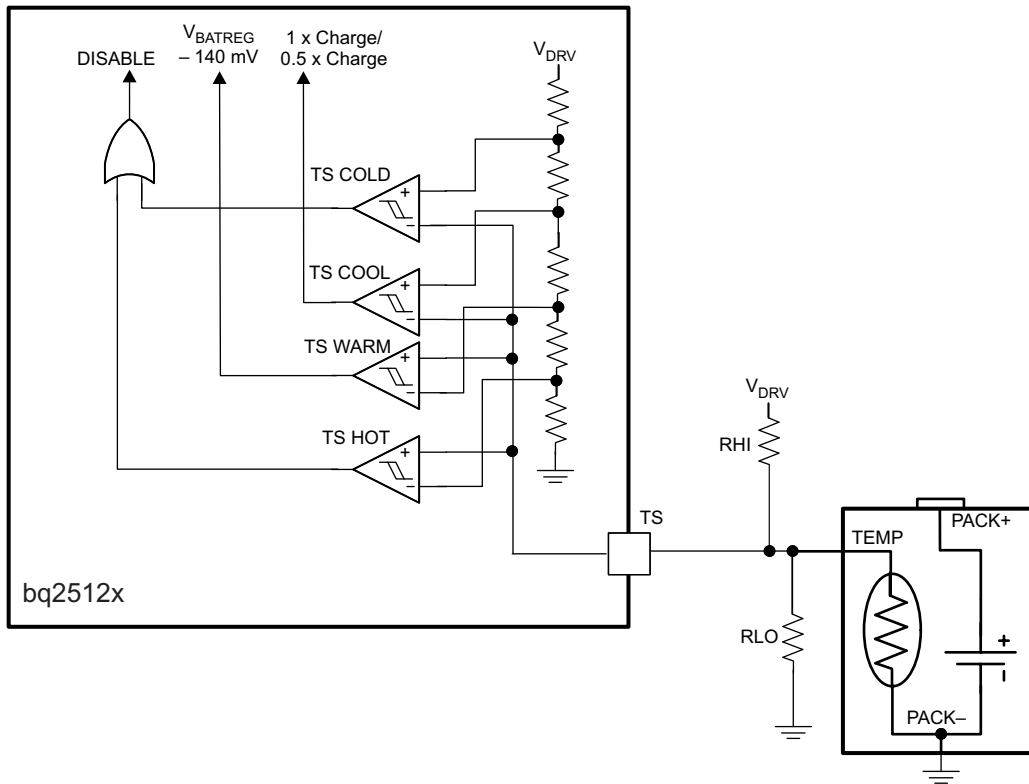 DISABLE
VBATREG
– 140 mV
1 x Charge/
0.5 x Charge
VDRV
TS COLD
+
–
TS COOL
+
–
TS WARM
+
–
TS HOT
+
–
bq2512x
TS
VDRV
RHI
RLO
TEMP
PACK+
+
–
PACK–